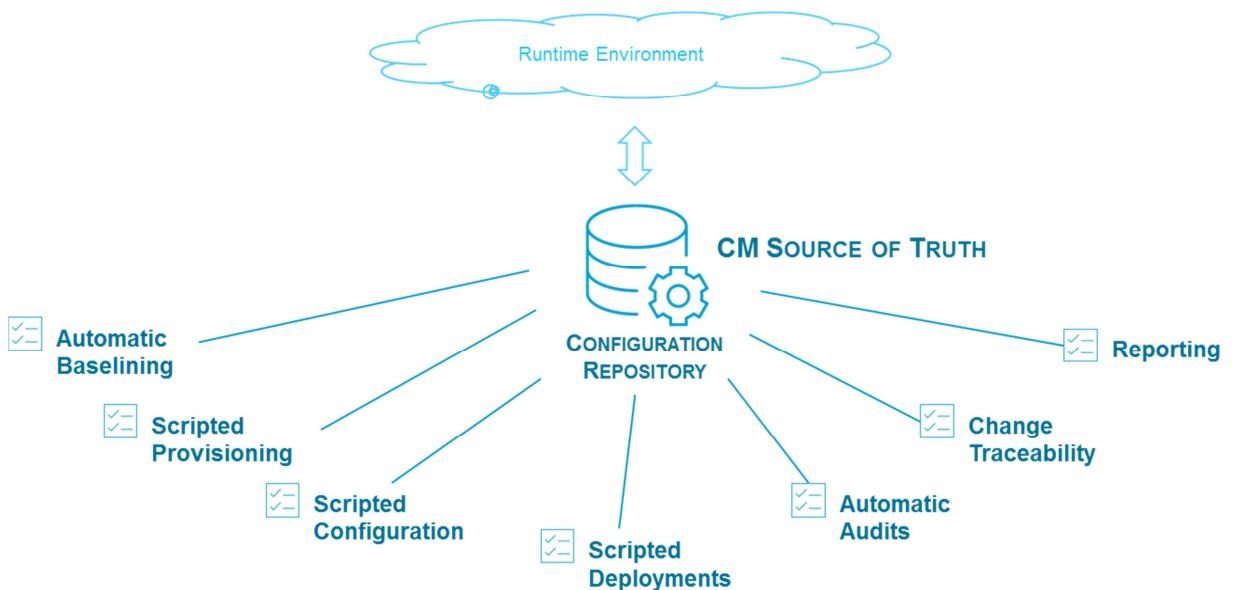 Runtime Environment
CM SOURCE OF TRUTH
CONFIGURATION
REPOSITORY
Automatic
Baselining
Scripted
Provisioning
Scripted
Configuration
Scripted
Deployments
Automatic
Audits
Change
Traceability
Reporting